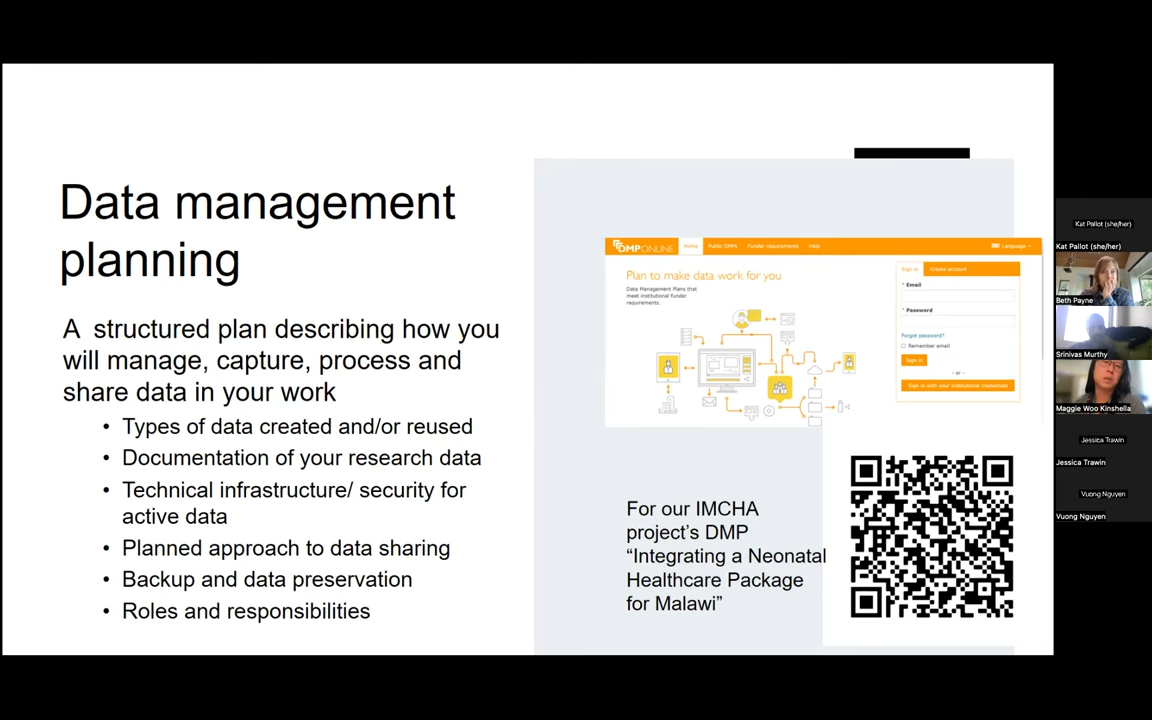 Data management
planning
A  structured plan describing how you
will manage, capture, process and
share data in your work
• Types of data created and/or reused
• Documentation of your research data
• Technical infrastructure/ security for
active data
• Planned approach to data sharing
• Backup and data preservation
• Roles and responsibilities
DMPONLINE
Home Public DMPs Funder requirements Help Language
Plan to make data work for you
Data Management Plans that
meet institutional funder
requirements.
Sign in Create account
* Email
* Password
Forgot password?
Remember email
Sign in
- or -
Sign in with your institutional credentials
For our IMCHA
project's DMP
“Integrating a Neonatal
Healthcare Package
for Malawi”
Kat Pallot (she/her)
Kat Pallot (she/her)
Beth Payne
Srinivas Murthy
Maggie Woo Kinshella
Jessica Trawin
Jessica Trawin
Vuong Nguyen
Vuong Nguyen